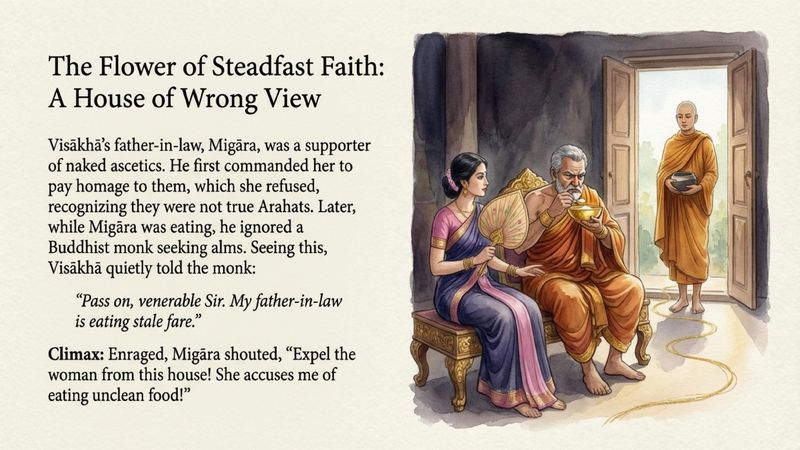 The Flower of Steadfast Faith:
A House of Wrong View
Visākhā’s father-in-law, Migāra, was a supporter
of naked ascetics. He first commanded her to
pay homage to them, which she refused,
recognizing they were not true Arahats. Later,
while Migāra was eating, he ignored a
Buddhist monk seeking alms. Seeing this,
Visākhā quietly told the monk:
“Pass on, venerable Sir. My father-in-law
is eating stale fare.”
Climax: Enraged, Migāra shouted, “Expel the
woman from this house! She accuses me of
eating unclean food!”